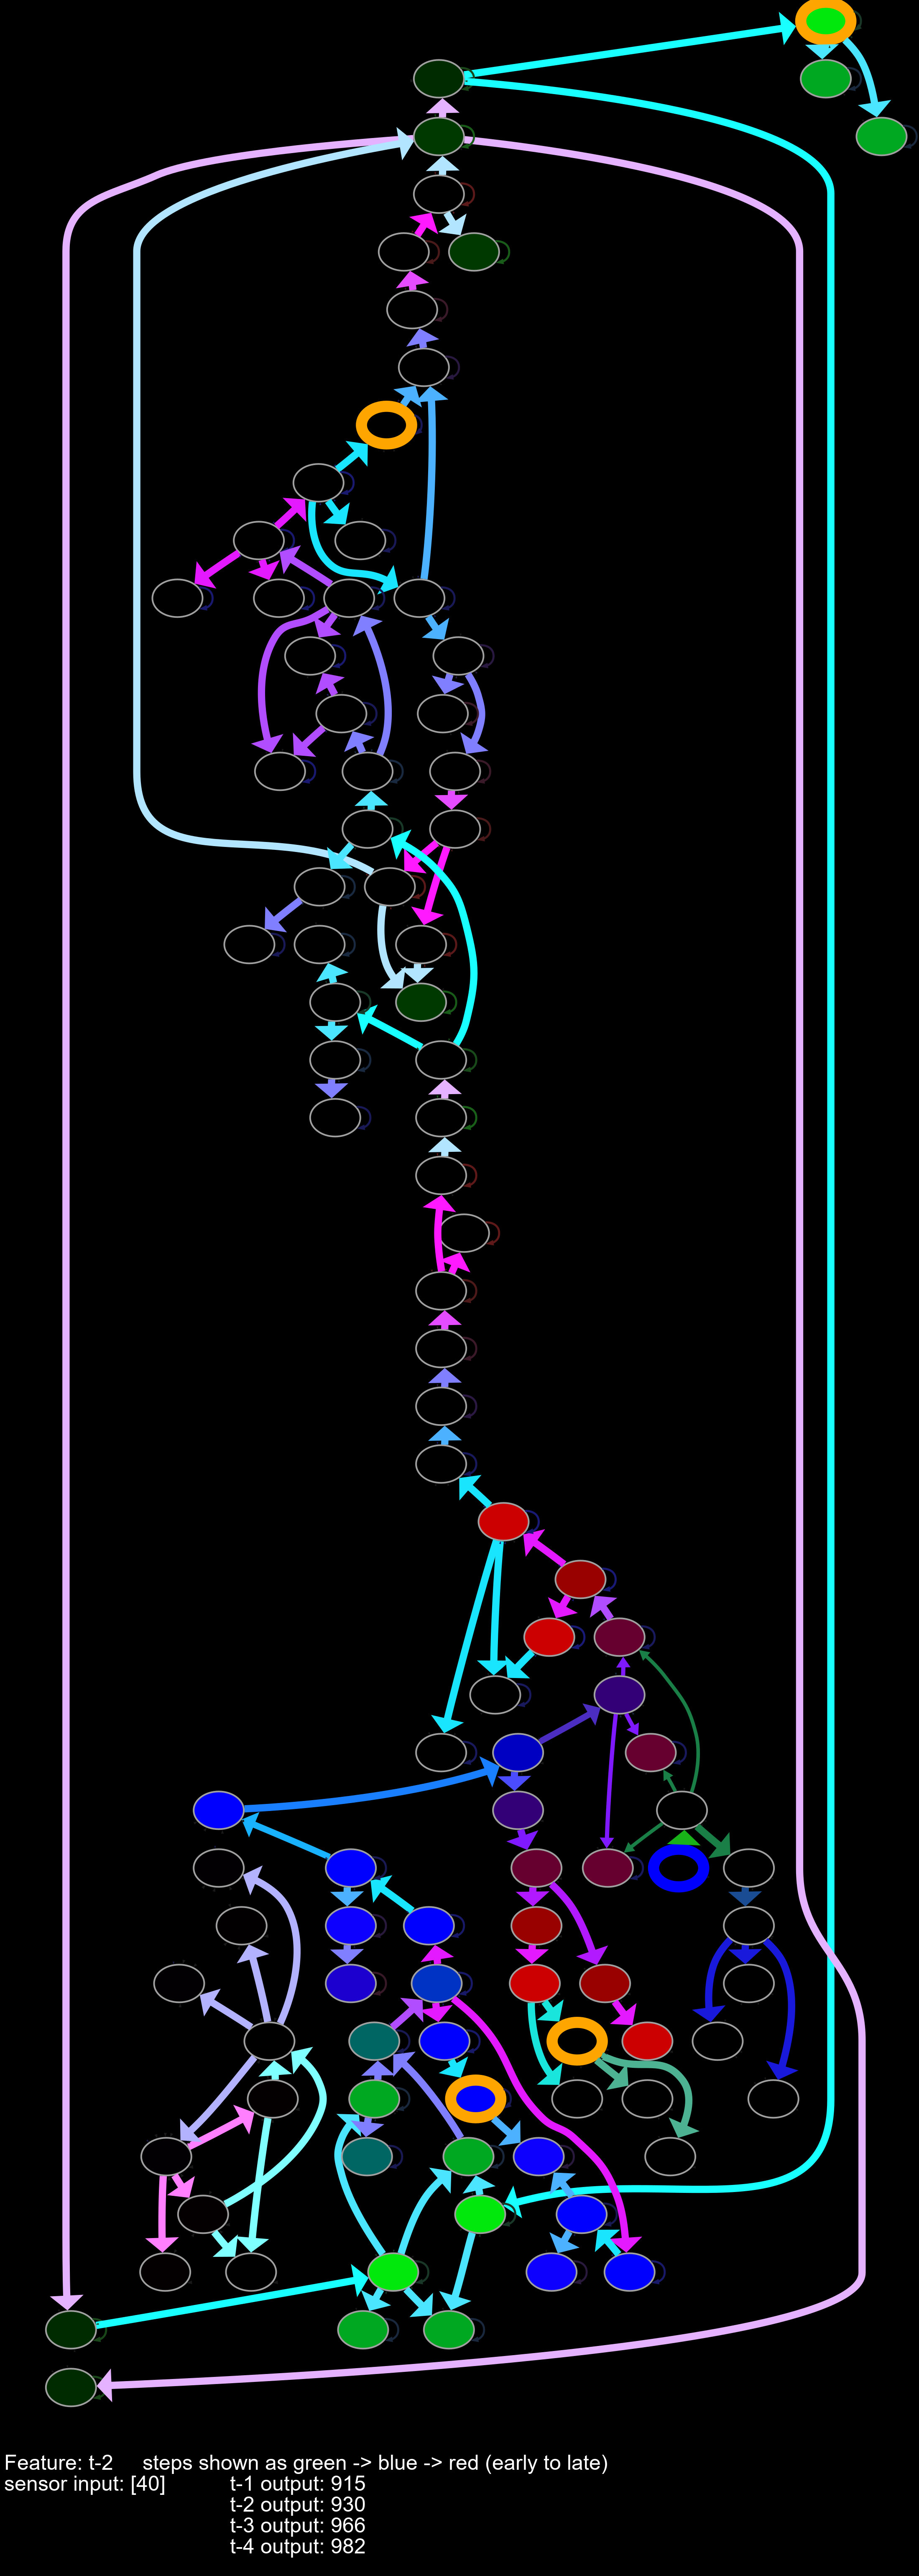 Feature: t-2 steps shown as green -> blue -> red (early to late)
sensor input: [40] t-1 output: 915
t-2 output: 930
t-3 output: 966
t-4 output: 982